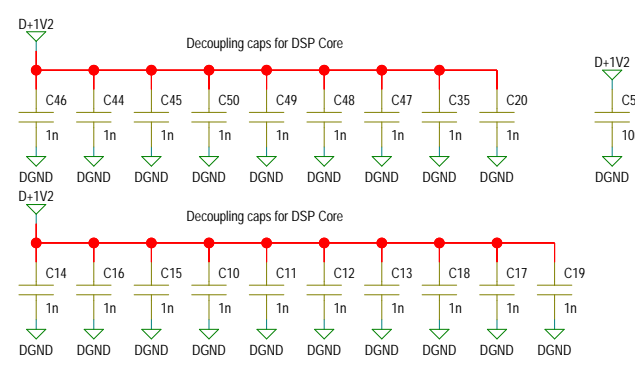 D+1V2
Decoupling caps for DSP Core
D+1V2
C46 C44 C45 C50 C49 C48 C47 C35 C20 C5
1n 1n 1n 1n 1n 1n 1n 1n 1n 10
DGND DGND DGND DGND DGND DGND DGND DGND DGND DGND
D+1V2
Decoupling caps for DSP Core
C14 C16 C15 C10 C11 C12 C13 C18 C17 C19
1n 1n 1n 1n 1n 1n 1n 1n 1n 1n
DGND DGND DGND DGND DGND DGND DGND DGND DGND DGND